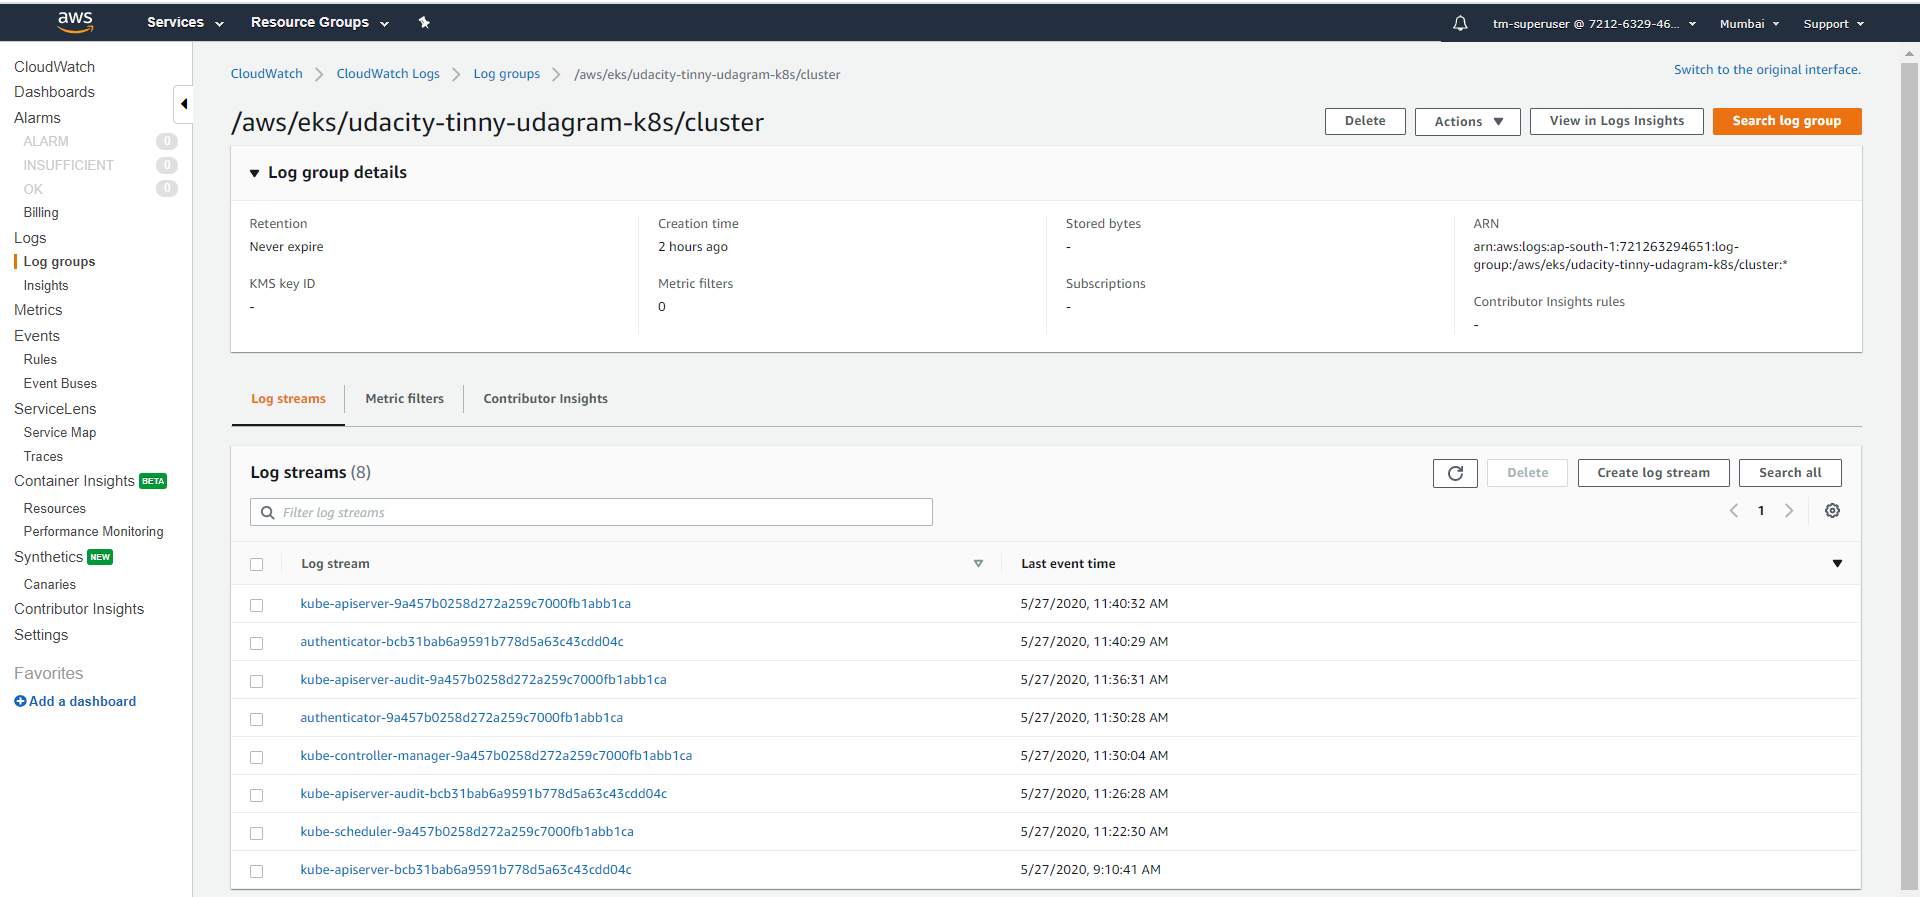 aws
Services
Resource Groups
tm-superuser @ 7212-6329-46...
Mumbai
Support
CloudWatch
Dashboards
Alarms
ALARM 0
INSUFFICIENT 0
OK 0
Billing
Logs
Log groups
Insights
Metrics
Events
Rules
Event Buses
ServiceLens
Service Map
Traces
Container Insights BETA
Resources
Performance Monitoring
Synthetics NEW
Canaries
Contributor Insights
Settings
Favorites
Add a dashboard
CloudWatch
CloudWatch Logs
Log groups
/aws/eks/udacity-tinny-udagram-k8s/cluster
Switch to the original interface.
/aws/eks/udacity-tinny-udagram-k8s/cluster
Delete
Actions
View in Logs Insights
Search log group
Log group details
Retention
Never expire
KMS key ID
-
Creation time
2 hours ago
Metric filters
0
Stored bytes
-
Subscriptions
-
ARN
arn:aws:logs:ap-south-1:721263294651:log-
group:/aws/eks/udacity-tinny-udagram-k8s/cluster:*
Contributor Insights rules
-
Log streams
Metric filters
Contributor Insights
Log streams (8)
Delete
Create log stream
Search all
Filter log streams
1
Log stream
Last event time
kube-apiserver-9a457b0258d272a259c7000fb1abb1ca 5/27/2020, 11:40:32 AM
authenticator-bcb31bab6a9591b778d5a63c43cdd04c 5/27/2020, 11:40:29 AM
kube-apiserver-audit-9a457b0258d272a259c7000fb1abb1ca 5/27/2020, 11:36:31 AM
authenticator-9a457b0258d272a259c7000fb1abb1ca 5/27/2020, 11:30:28 AM
kube-controller-manager-9a457b0258d272a259c7000fb1abb1ca 5/27/2020, 11:30:04 AM
kube-apiserver-audit-bcb31bab6a9591b778d5a63c43cdd04c 5/27/2020, 11:26:28 AM
kube-scheduler-9a457b0258d272a259c7000fb1abb1ca 5/27/2020, 11:22:30 AM
kube-apiserver-bcb31bab6a9591b778d5a63c43cdd04c 5/27/2020, 9:10:41 AM